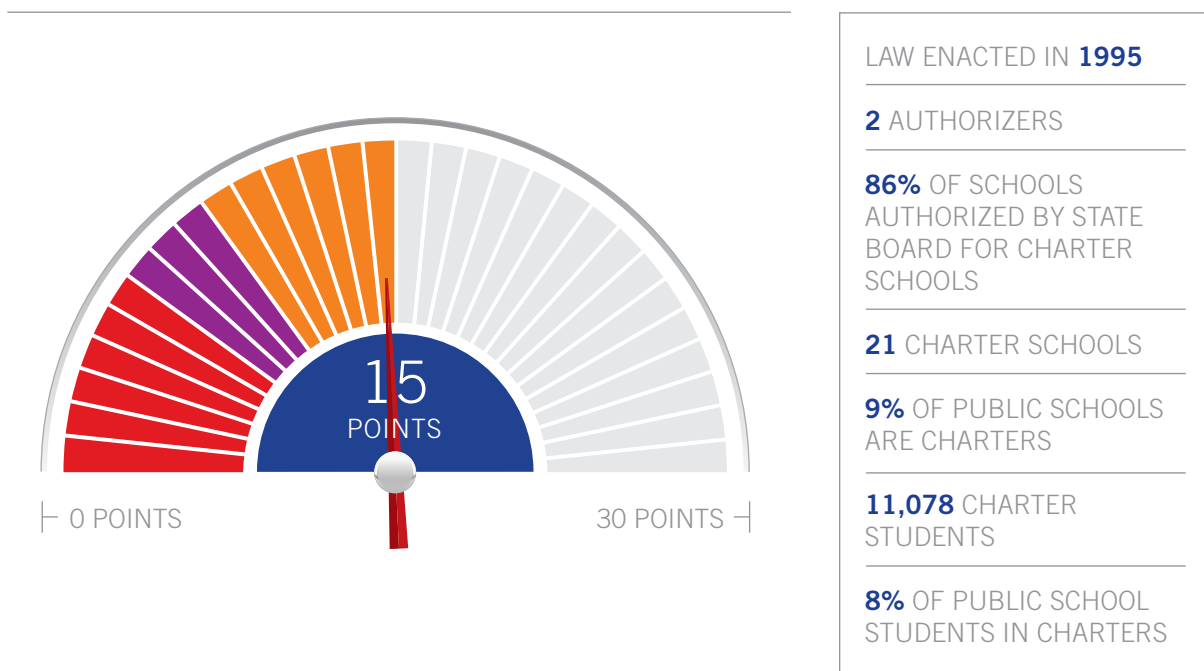 15
POINTS
0 POINTS
30 POINTS
LAW ENACTED IN 1995
2 AUTHORIZERS
86% OF SCHOOLS
AUTHORIZED BY STATE
BOARD FOR CHARTER
SCHOOLS
21 CHARTER SCHOOLS
9% OF PUBLIC SCHOOLS
ARE CHARTERS
11,078 CHARTER
STUDENTS
8% OF PUBLIC SCHOOL
STUDENTS IN CHARTERS